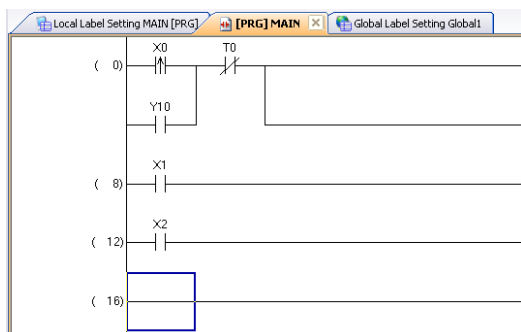 Local Label Setting MAIN [PRG] [PRG] MAIN Global Label Setting Global1
X0 T0
( 0)
Y10
X1
( 8)
X2
( 12)
( 16)